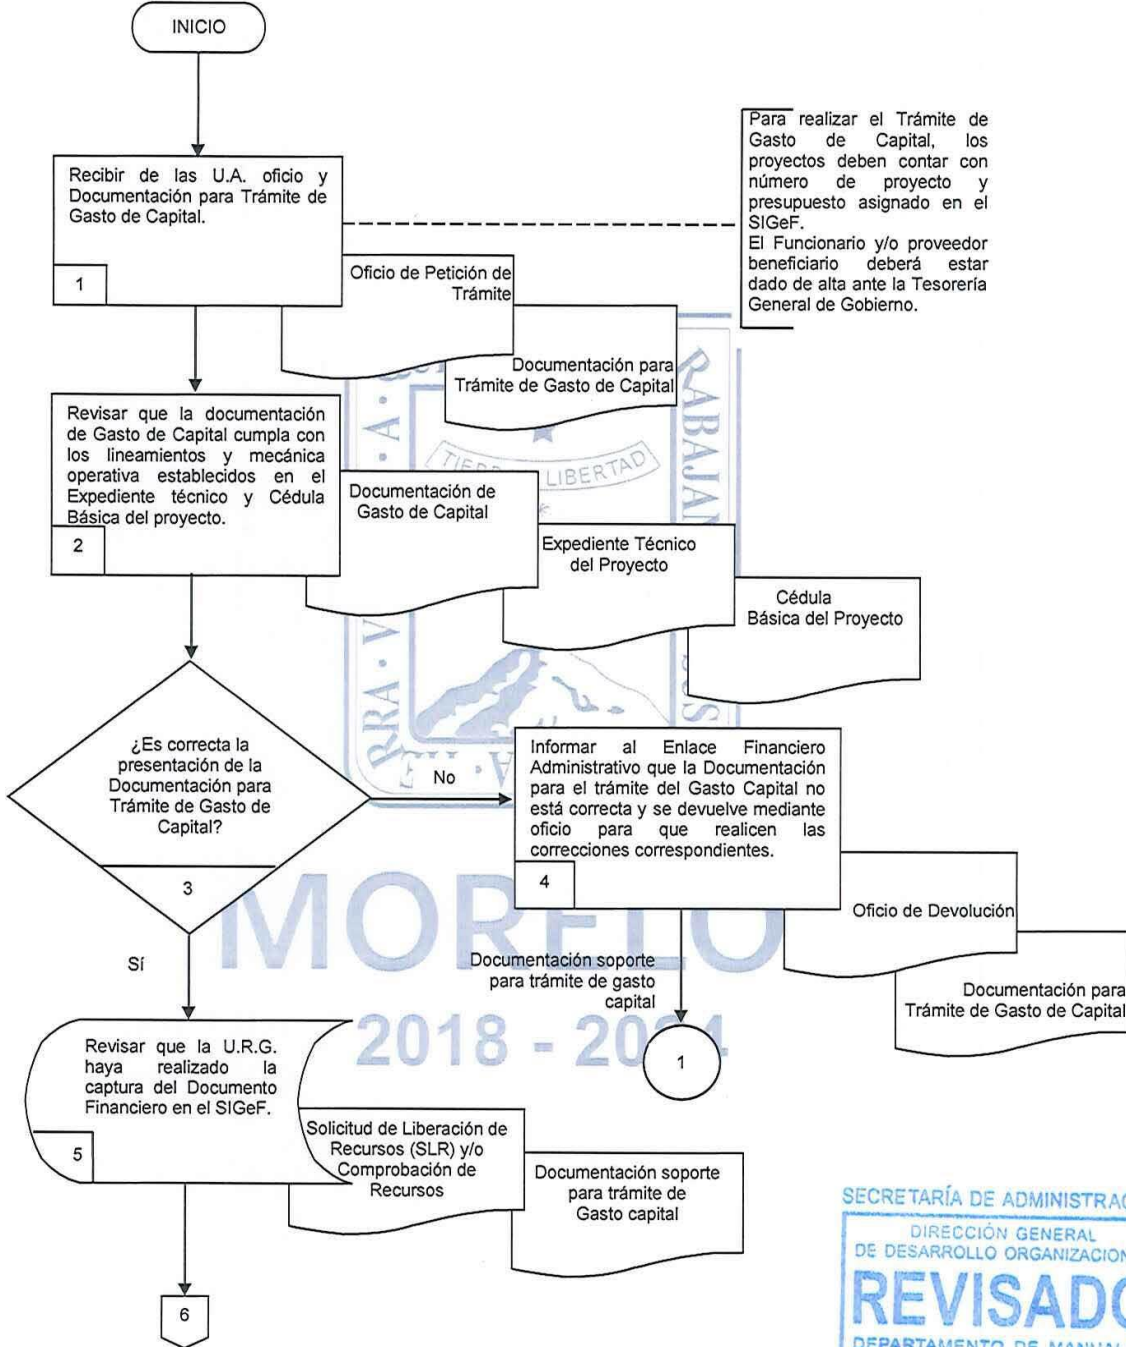 INICIO
Para realizar el Trámite de
Gasto de Capital, los
proyectos deben contar con
número de proyecto y
presupuesto asignado en el
SIGeF.
El Funcionario y/o proveedor
beneficiario deberá estar
dado de alta ante la Tesorería
General de Gobierno.
Recibir de las U.A. oficio y
Documentación para Trámite de
Gasto de Capital.
1
Oficio de Petición de
Trámite
Documentación para
Trámite de Gasto de Capital
Revisar que la documentación
de Gasto de Capital cumpla con
los lineamientos y mecánica
operativa establecidos en el
Expediente técnico y Cédula
Básica del proyecto.
2
Documentación de
Gasto de Capital
Expediente Técnico
del Proyecto
Cédula
Básica del Proyecto
LIBERTAD
¿Es correcta la
presentación de la
Documentación para
Trámite de Gasto de
Capital?
3
No
Informar al Enlace Financiero
Administrativo que la Documentación
para el trámite del Gasto Capital no
está correcta y se devuelve mediante
oficio para que realicen las
correcciones correspondientes.
4
Oficio de Devolución
Documentación para
Trámite de Gasto de Capital
Sí
Documentación soporte
para trámite de gasto
capital
1
MORELO
2018 - 2024
Revisar que la U.R.G.
haya realizado la
captura del Documento
Financiero en el SIGeF.
5
Solicitud de Liberación de
Recursos (SLR) y/o
Comprobación de
Recursos
Documentación soporte
para trámite de
Gasto capital
6
SECRETARÍA DE ADMINISTRAC
DIRECCIÓN GENERAL
DE DESARROLLO ORGANIZACION
REVISADO
DEPARTAMENTO DE MANUAL